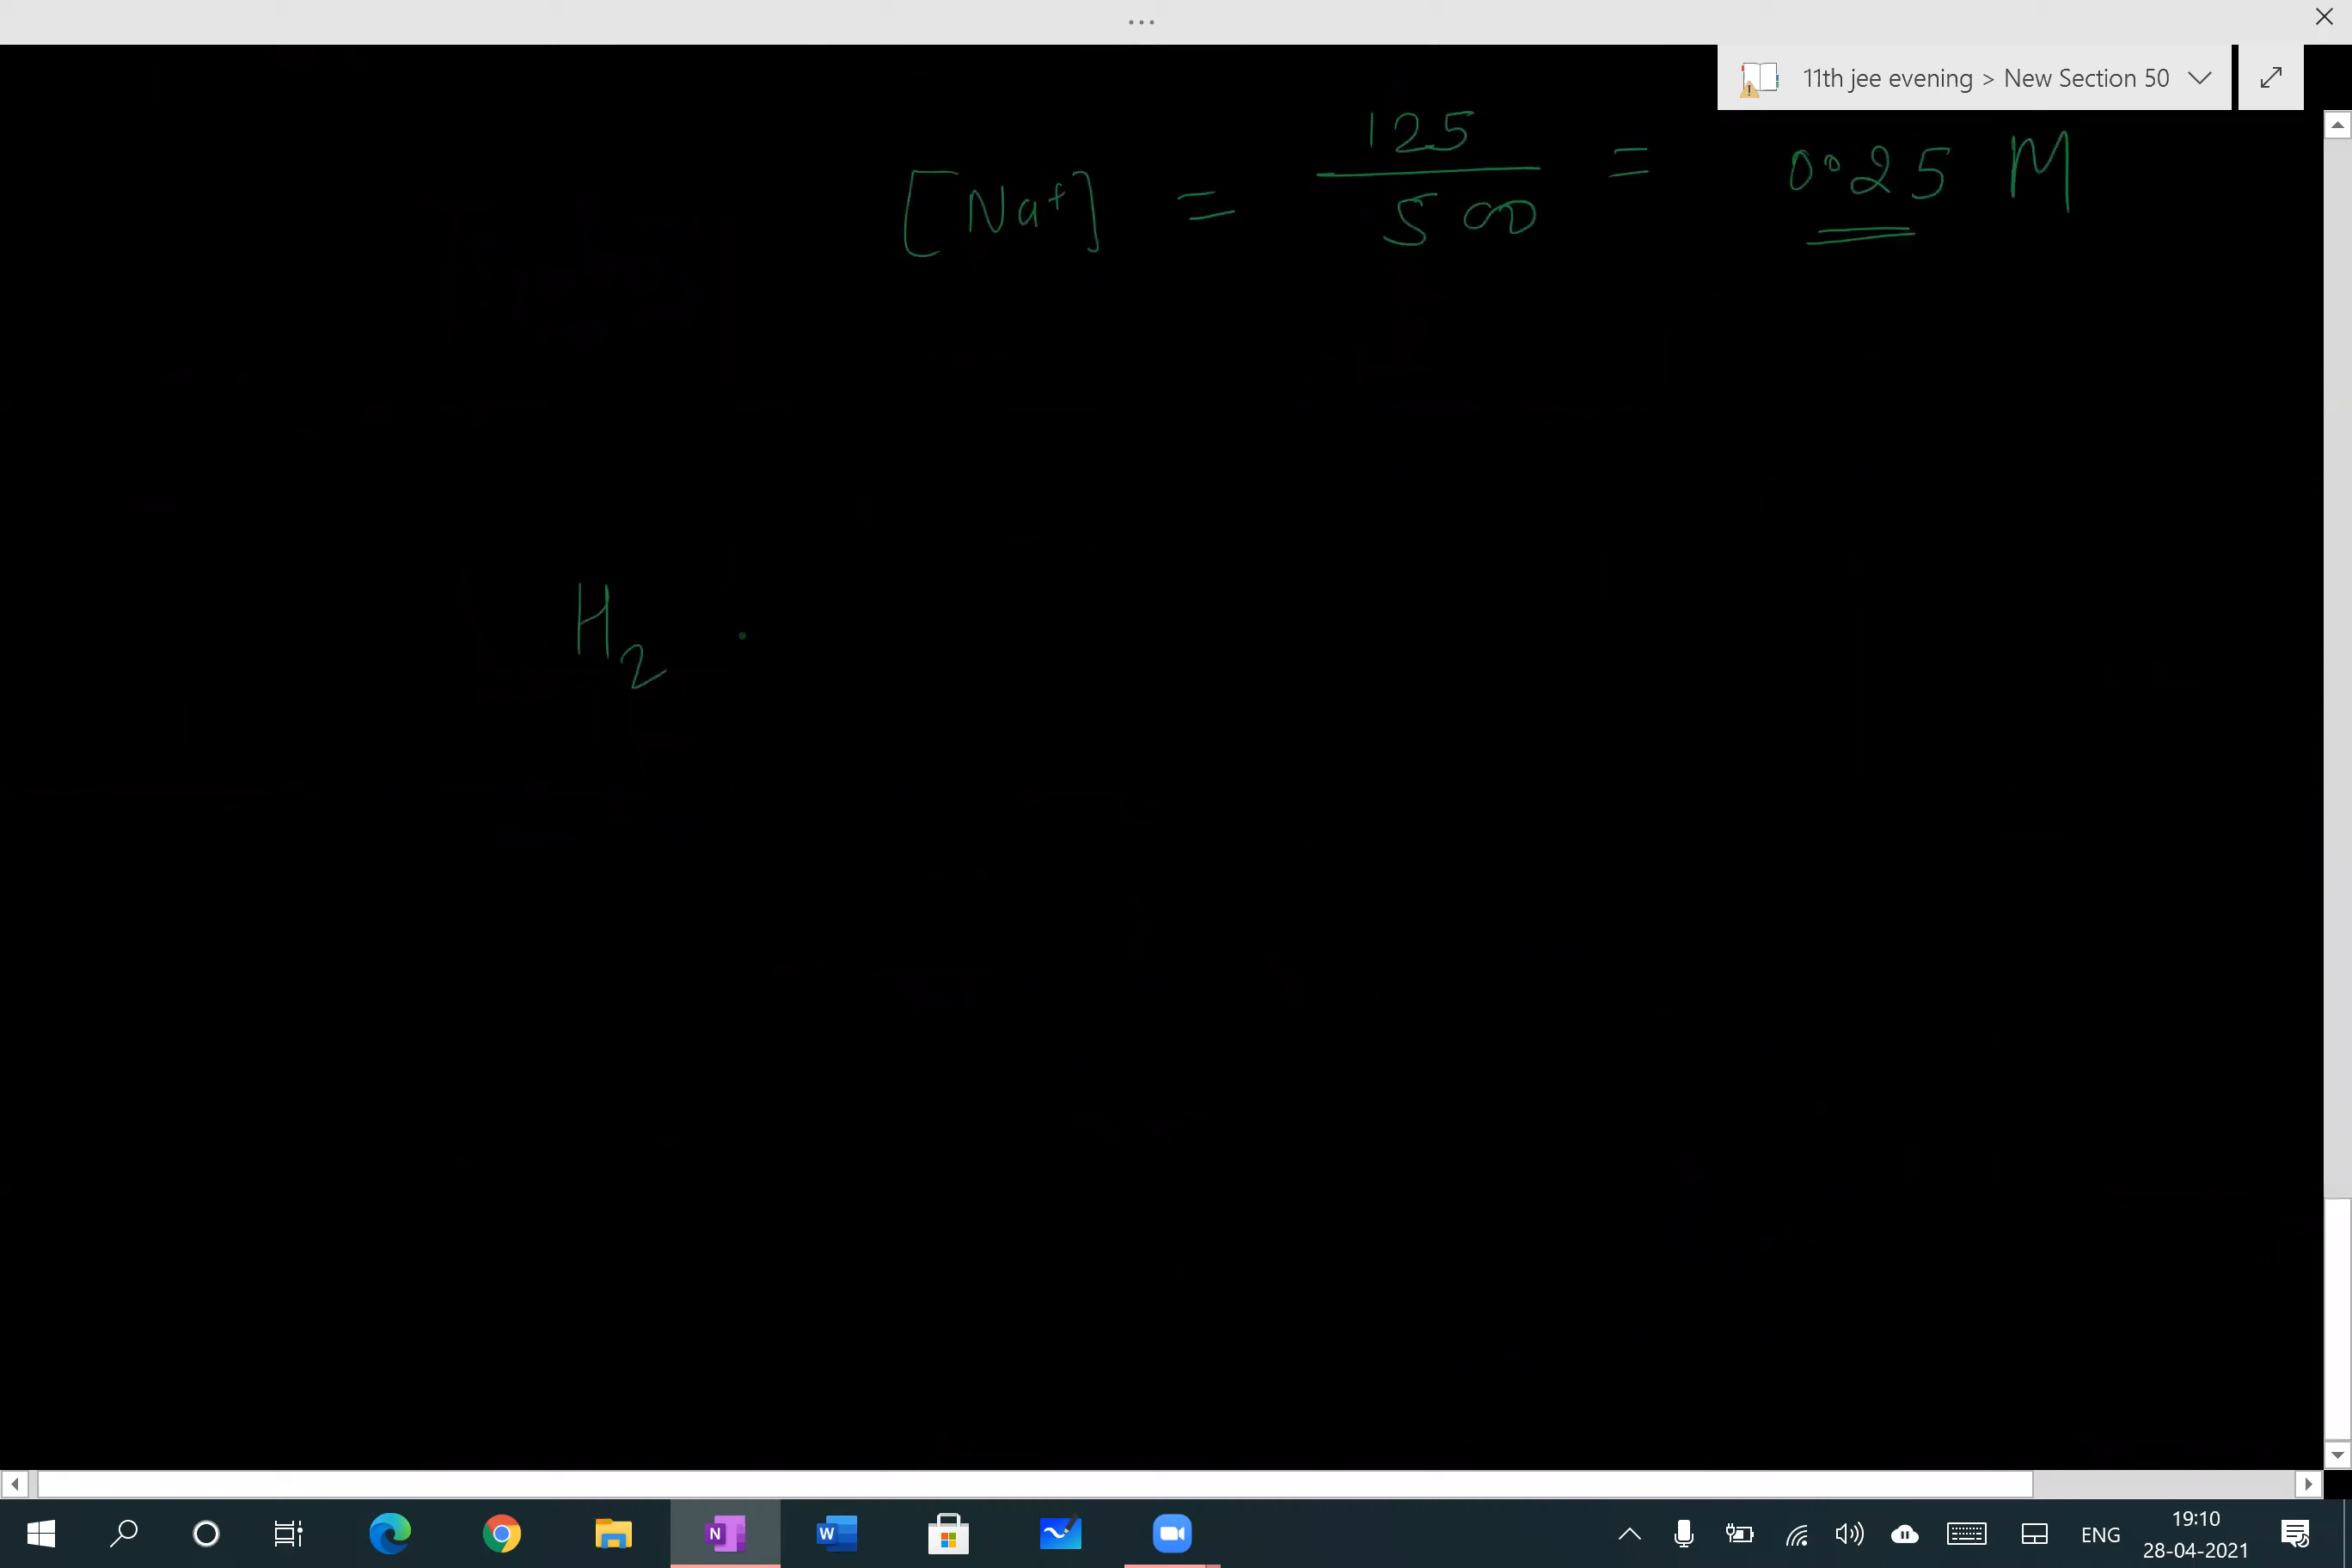 ...
11th jee evening > New Section 50
[Na+] = 125/500 = 0.25 M
H2
ENG
19:10
28-04-2021